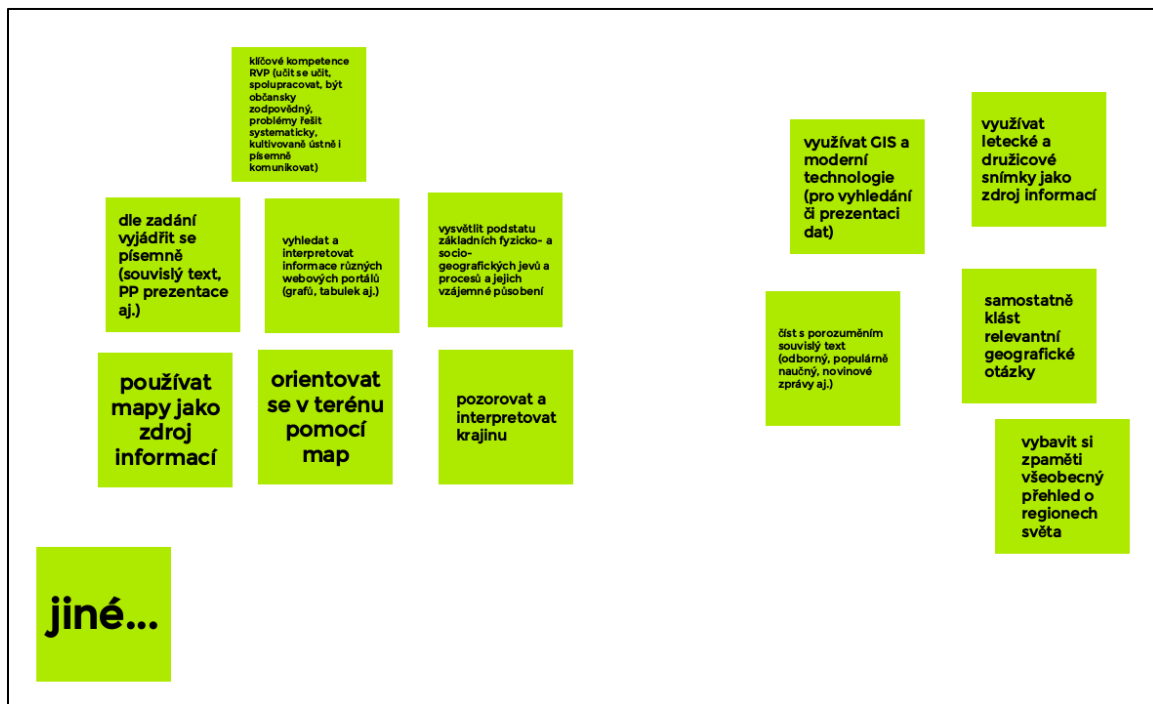 klíčové kompetence
RVP (učit se učit,
spolupracovat, být
občansky
zodpovědný,
problémy řešit
systematicky,
kultivovaně ústně i
písemně
komunikovat)
dle zadání
vyjádřit se
písemně
(souvislý text,
PP prezentace
aj.)
vyhledat a
interpretovat
informace různých
webových portálů
(grafů, tabulek aj.)
vysvětlit podstatu
základních fyzicko- a
socio-
geografických jevů a
procesů a jejich
vzájemné působení
používat
mapy jako
zdroj
informací
orientovat
se v terénu
pomocí
map
pozorovat a
interpretovat
krajinu
jiné...
využívat GIS a
moderní
technologie
(pro vyhledání
či prezentaci
dat)
využívat
letecké a
družicové
snímky jako
zdroj informací
číst s porozuměním
souvislý text
(odborný, populárně
naučný, novinové
zprávy aj.)
samostatně
klást
relevantní
geografické
otázky
vybavit si
zpaměti
všeobecný
přehled o
regionech
světa